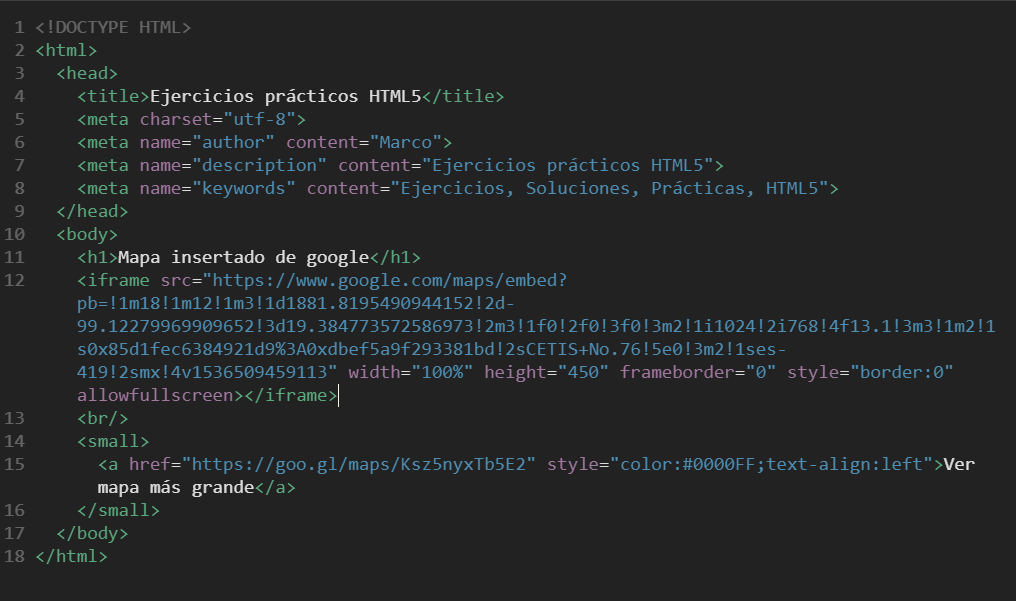 1 <!DOCTYPE HTML>
2 <html>
3 <head>
4 <title>Ejercicios prácticos HTML5</title>
5 <meta charset="utf-8">
6 <meta name="author" content="Marco">
7 <meta name="description" content="Ejercicios prácticos HTML5">
8 <meta name="keywords" content="Ejercicios, Soluciones, Prácticas, HTML5">
9 </head>
10 <body>
11 <h1>Mapa insertado de google</h1>
12 <iframe src="https://www.google.com/maps/embed?
pb=!1m18!1m12!1m3!1d1881.8195490944152!2d-
99.12279969909652!3d19.384773572586973!2m3!1f0!2f0!3f0!3m2!1i1024!2i768!4f13.1!3m3!1m2!1
s0x85d1fec6384921d9%3A0xdbef5a9f293381bd!2sCETIS+No.76!5e0!3m2!1ses-
419!2smx!4v1536509459113" width="100%" height="450" frameborder="0" style="border:0"
allowfullscreen></iframe>
13 <br/>
14 <small>
15 <a href="https://goo.gl/maps/Ksz5nyxTb5E2" style="color:#0000FF;text-align:left">Ver
mapa más grande</a>
16 </small>
17 </body>
18 </html>